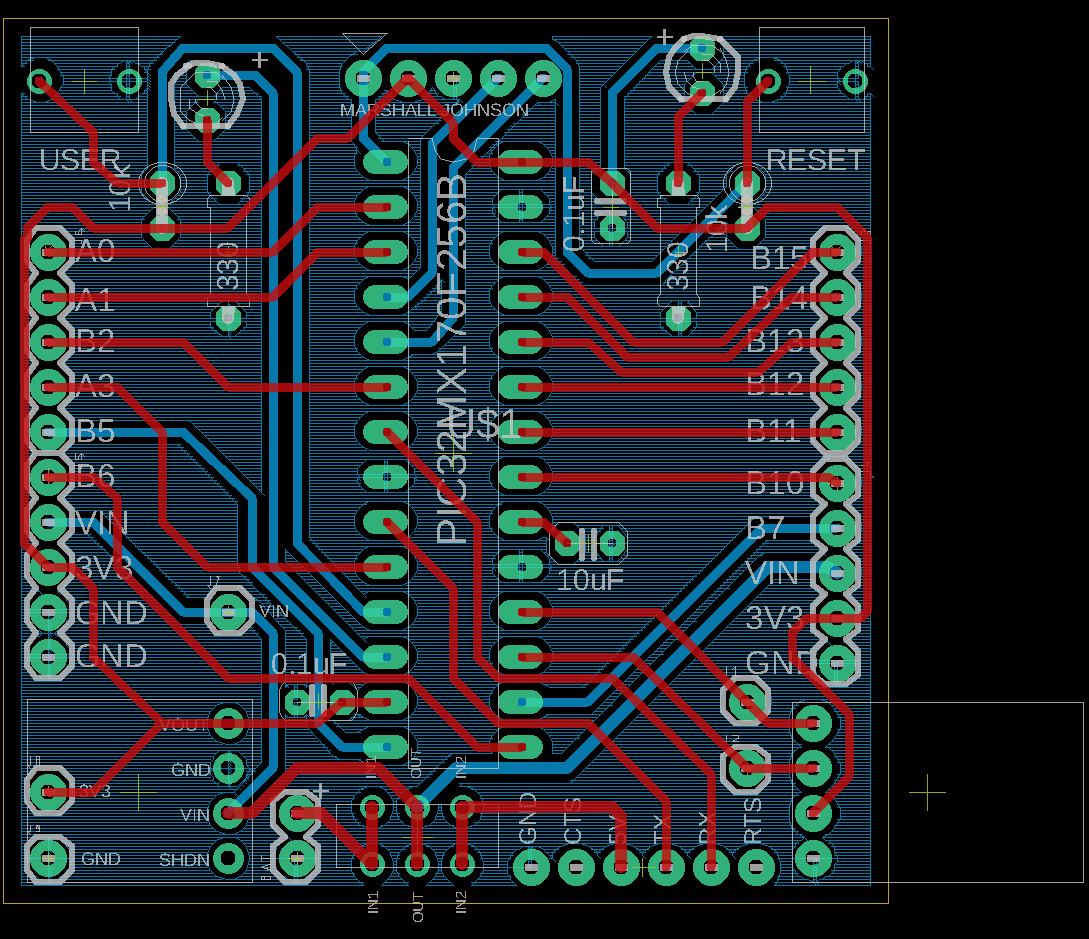 +
+
MARSHALL JOHNSON
USER
RESET
10k
10k
0.1uF
330
330
PIC32MX170F256B
U$1
A0
A1
B2
A3
B5
B6
VIN
3V3
GND
GND
B15
B14
B13
B12
B11
B10
B7
VIN
3V3
GND
10uF
J7
VIN
0.1uF
VOUT
GND
VIN
SHDN
3V3
GND
+
BAT
IN1
OUT
IN2
IN1
OUT
IN2
GND
CTS
5V
TX
RX
RTS